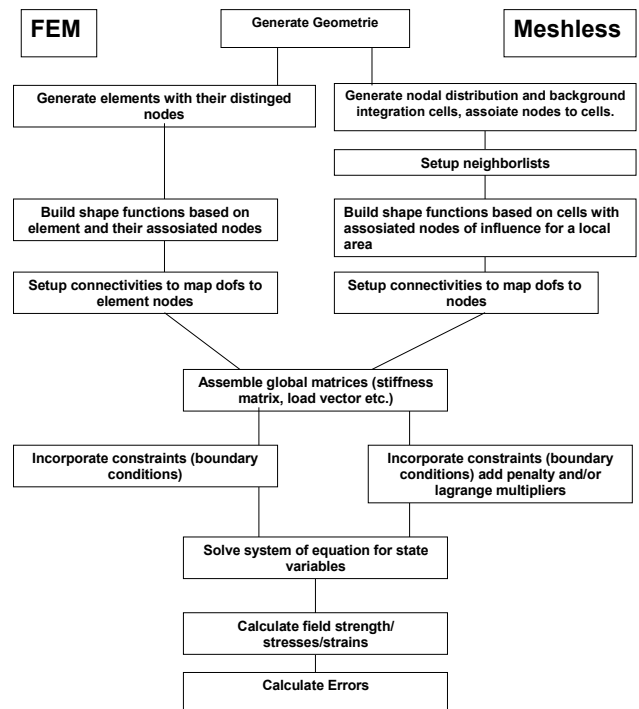 FEM
Generate Geometrie
Meshless
Generate elements with their distinged
nodes
Generate nodal distribution and background
integration cells, assoiate nodes to cells.
Setup neighborlists
Build shape functions based on
element and their assosiated nodes
Build shape functions based on cells with
assosiated nodes of influence for a local
area
Setup connectivities to map dofs to
element nodes
Setup connectivities to map dofs to
nodes
Assemble global matrices (stiffness
matrix, load vector etc.)
Incorporate constraints (boundary
conditions)
Incorporate constraints (boundary
conditions) add penalty and/or
lagrange multipliers
Solve system of equation for state
variables
Calculate field strength/
stresses/strains
Calculate Errors